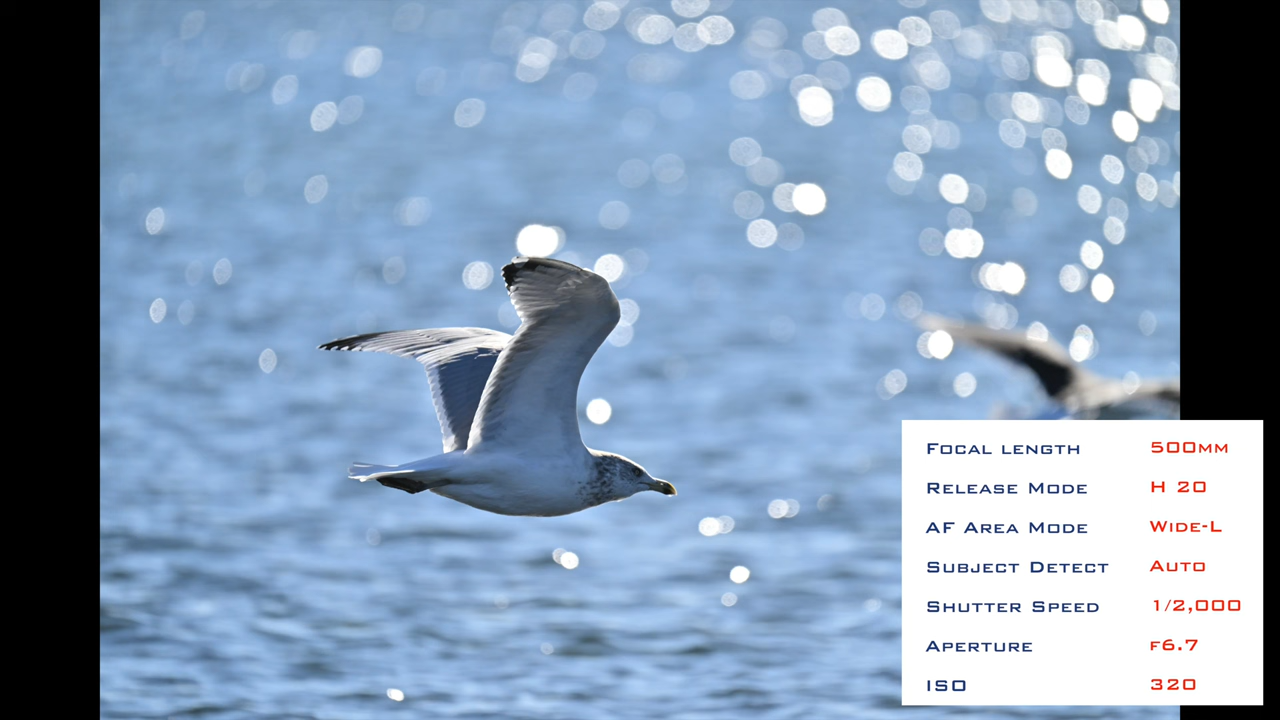 Focal length 500mm
Release Mode H 20
AF Area Mode Wide-L
Subject Detect Auto
Shutter Speed 1/2,000
Aperture f6.7
ISO 320